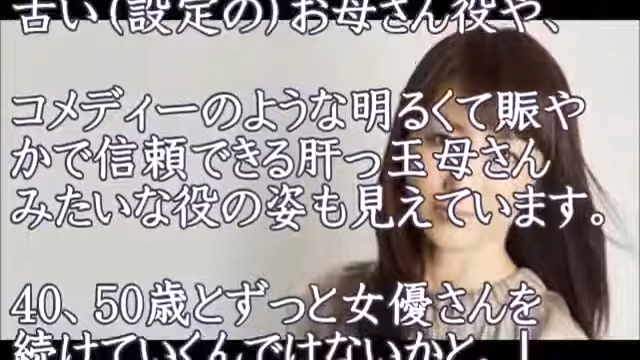 古い(設定の)お母さん役や、
コメディーのような明るくて賑や
かで信頼できる肝っ玉母さん
みたいな役の姿も見えています。
40、50歳とずっと女優さんを
続けていくんではないかと…」